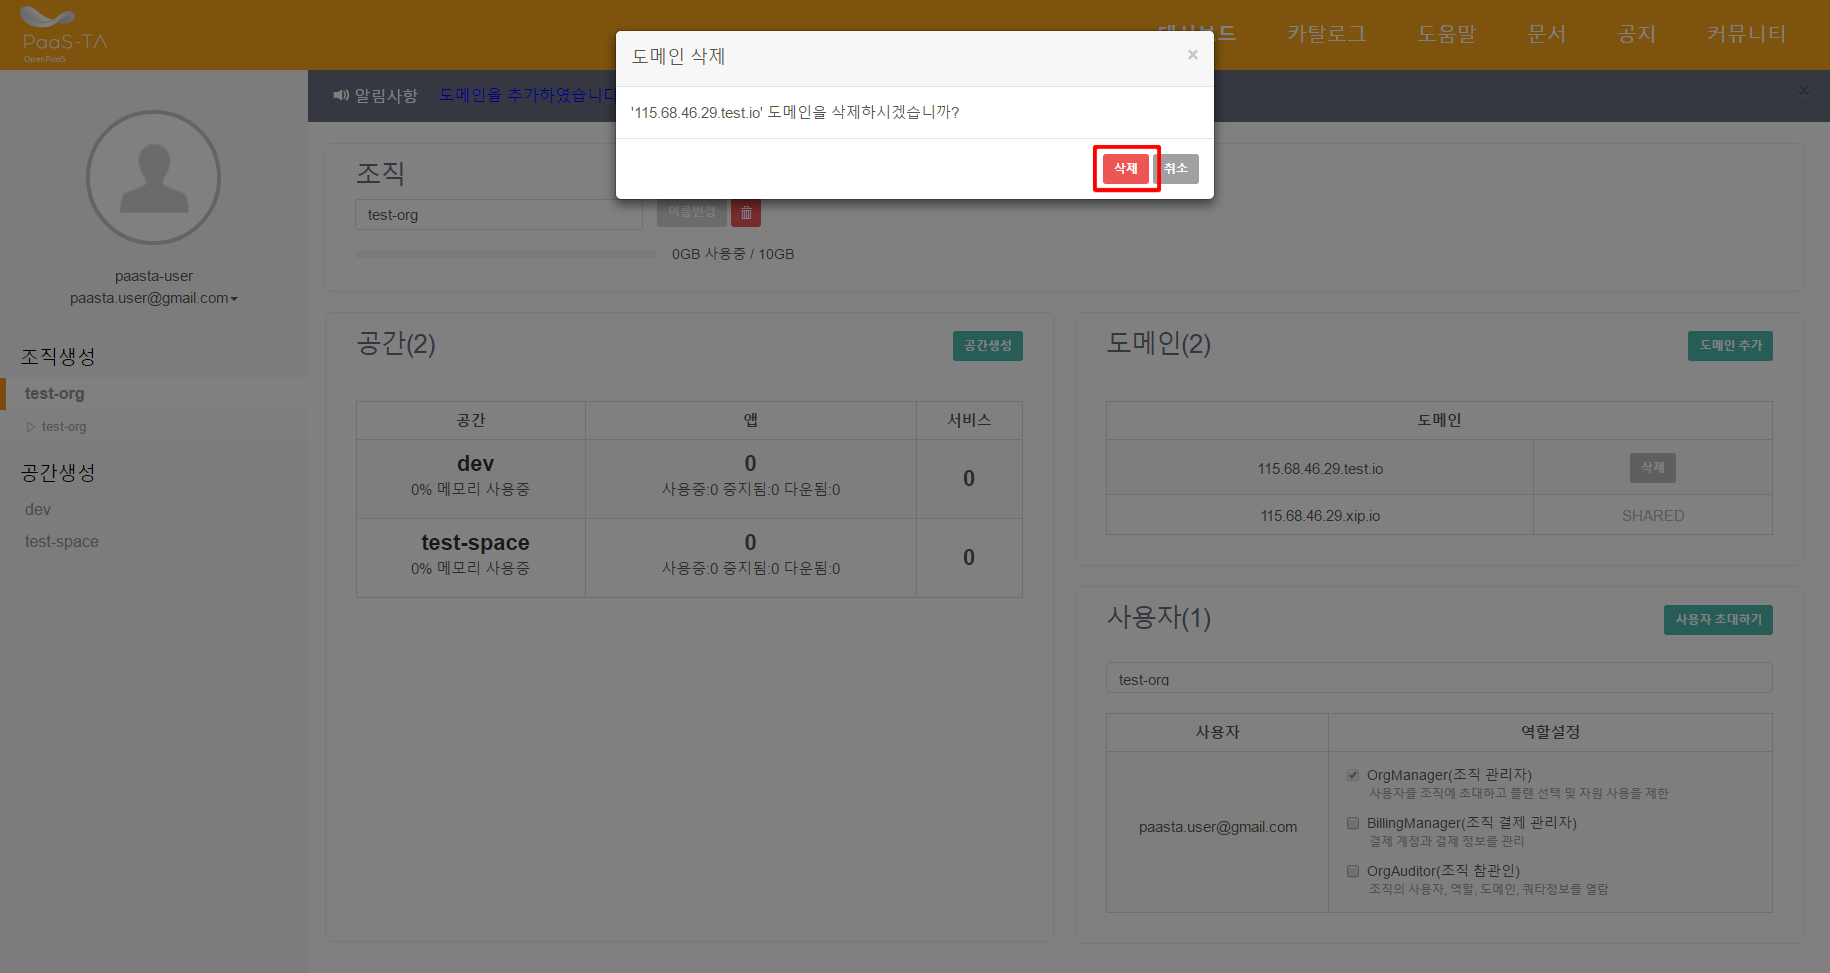 PaaS-TA
OpenPaaS
카탈로그
도움말
문서
공지
커뮤니티
도메인 삭제
×
'115.68.46.29.test.io' 도메인을 삭제하시겠습니까?
삭제
취소
알림사항
도메인을 추가하였습니다
×
paasta-user
paasta.user@gmail.com
조직생성
test-org
test-org
공간생성
dev
test-space
조직
test-org
이름변경
0GB 사용중 / 10GB
공간(2)
공간생성
공간 앱 서비스
dev
0% 메모리 사용중
0
사용중:0 중지됨:0 다운됨:0
0
test-space
0% 메모리 사용중
0
사용중:0 중지됨:0 다운됨:0
0
도메인(2)
도메인 추가
도메인
115.68.46.29.test.io 삭제
115.68.46.29.xip.io SHARED
사용자(1)
사용자 초대하기
test-org
사용자 역할설정
paasta.user@gmail.com
OrgManager(조직 관리자)
사용자를 조직에 초대하고 플랜 선택 및 자원 사용을 제한
BillingManager(조직 결제 관리자)
결제 계정과 결제 정보를 관리
OrgAuditor(조직 참관인)
조직의 사용자, 역할, 도메인, 쿼타정보를 열람